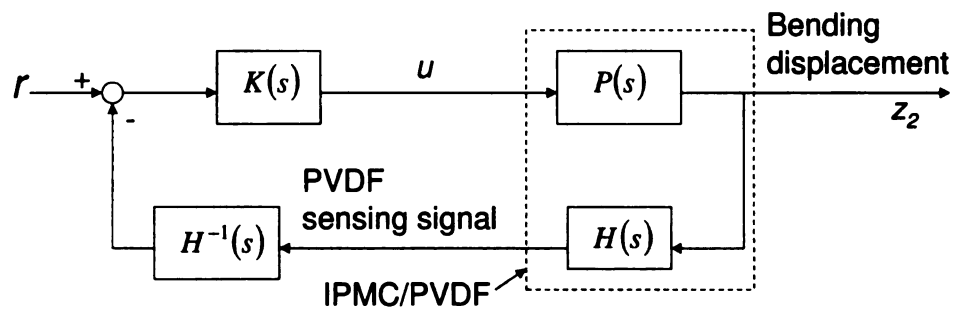 Bending
displacement
r
+
-
K(s)
u
P(s)
z₂
PVDF
sensing signal
H⁻¹(s)
H(s)
IPMC/PVDF